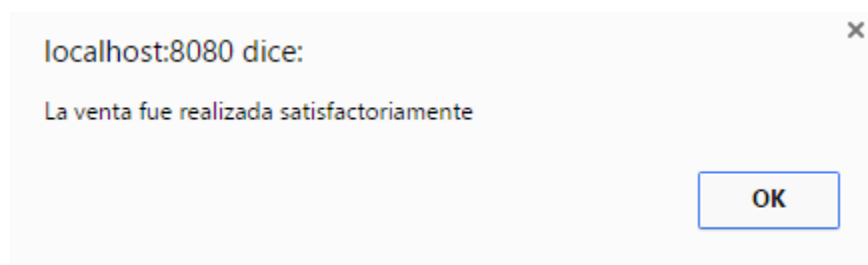 localhost:8080 dice:
La venta fue realizada satisfactoriamente
OK